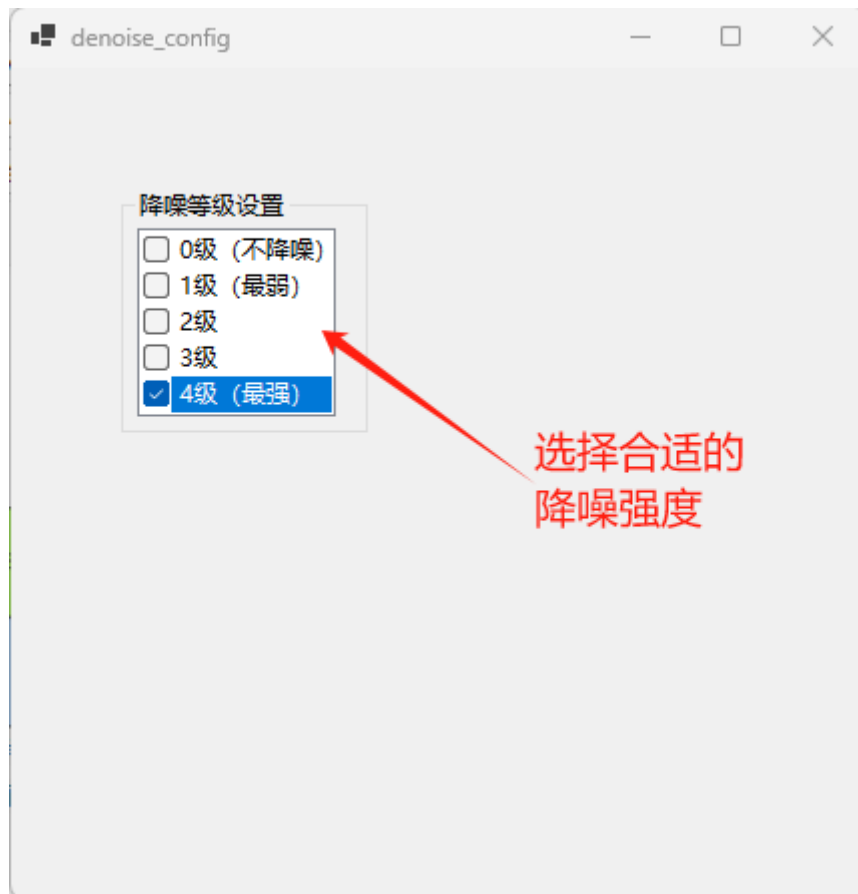 denoise_config
降噪等级设置
0级（不降噪）
1级（最弱）
2级
3级
4级（最强）
选择合适的
降噪强度